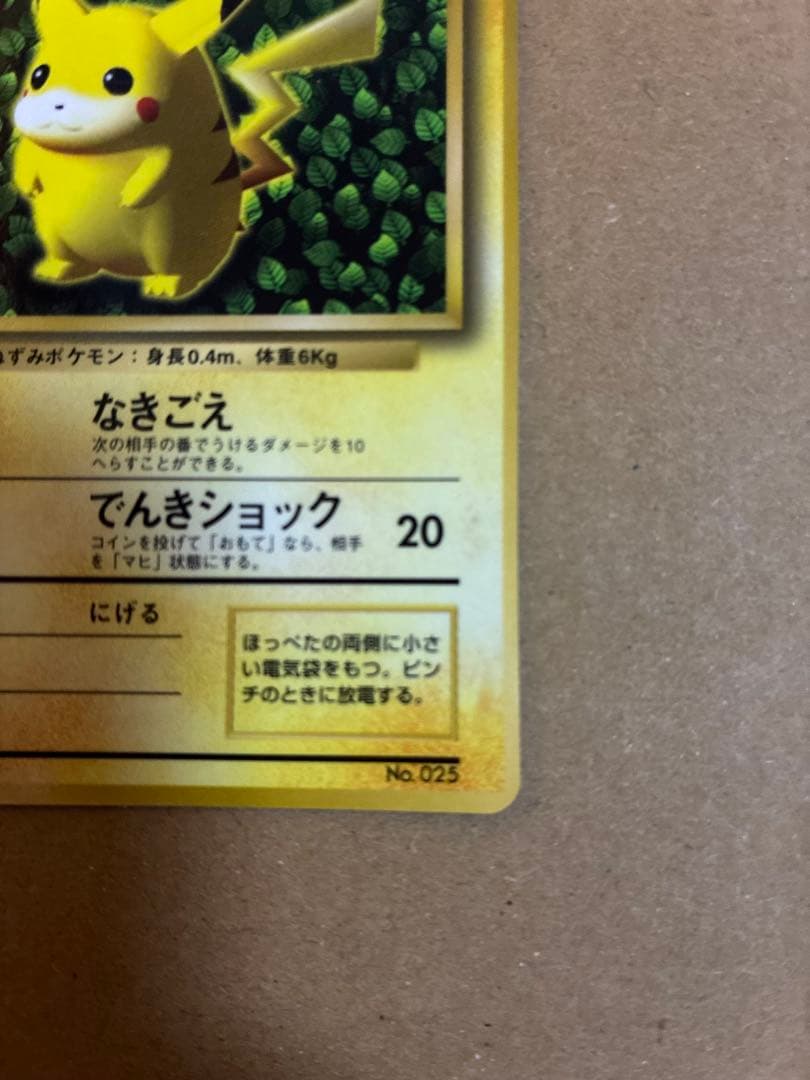 ねずみポケモン：身長0.4m、体重6Kg
なきごえ
次の相手の番でうけるダメージを10
へらすことができる。
でんきショック 20
コインを投げて「おもて」なら、相手
を「マヒ」状態にする。
にげる
ほっぺたの両側に小さ
い電気袋をもつ。ピン
チのときに放電する。
No.025